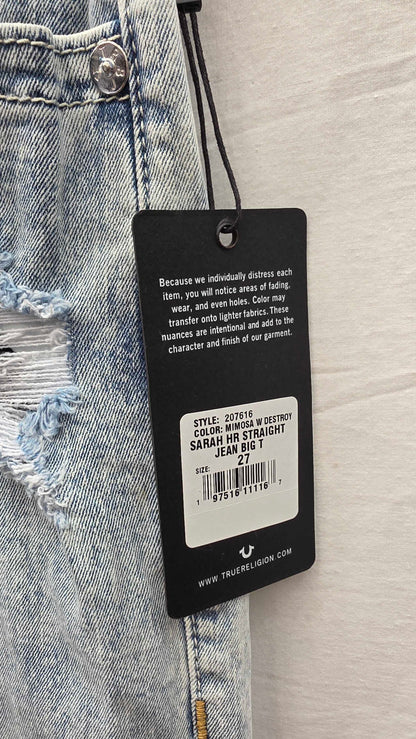 Because we individually distress each
item, you will notice areas of fading,
wear, and even holes. Color may
transfer onto lighter fabrics. These
nuances are intentional and add to the
character and finish of our garment.
STYLE: 207616
COLOR: MIMOSA W DESTROY
SARAH HR STRAIGHT
JEAN BIG T
27
SIZE:
1 97516 11116 7
WWW.TRUERELIGION.COM